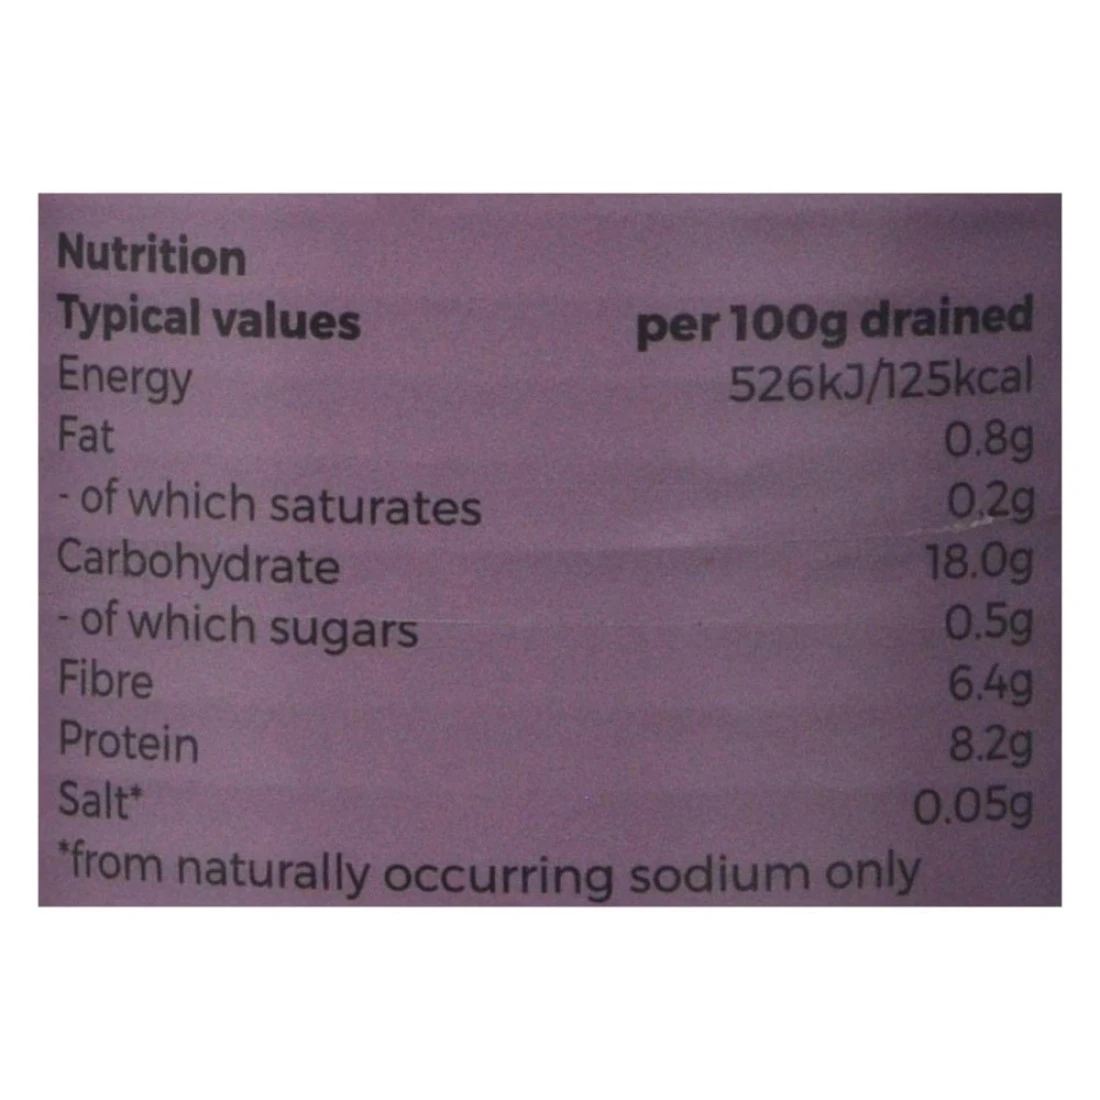 Nutrition
Typical values per 100g drained
Energy 526kJ/125kcal
Fat 0.8g
- of which saturates 0.2g
Carbohydrate 18.0g
- of which sugars 0.5g
Fibre 6.4g
Protein 8.2g
Salt* 0.05g
*from naturally occurring sodium only